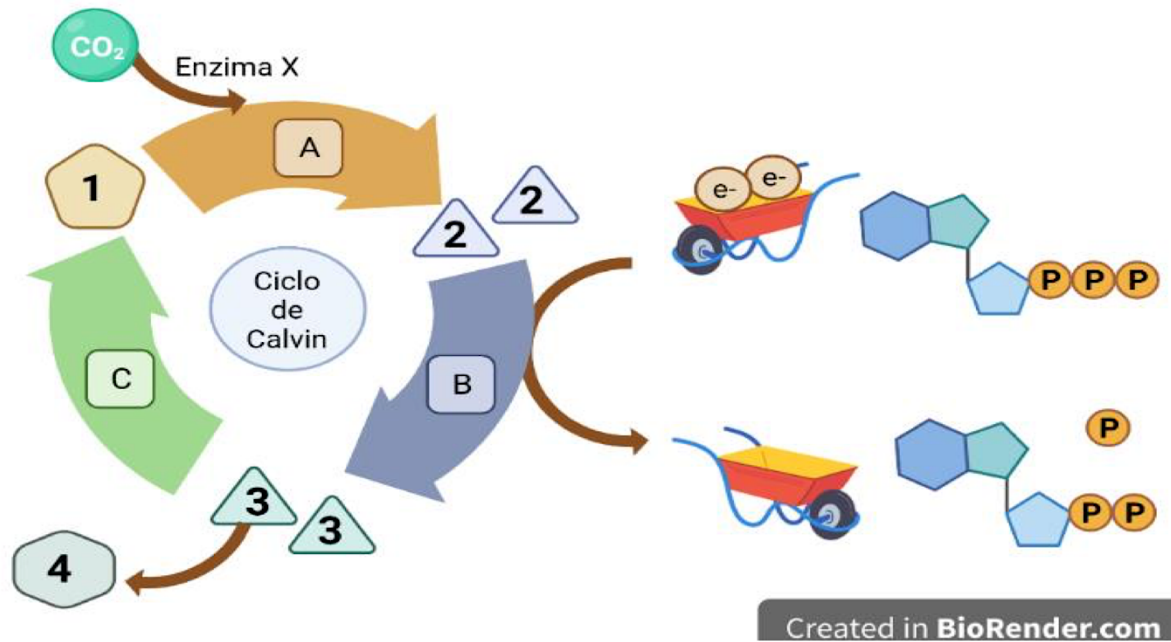 CO₂
Enzima X
A
1
2
2
e-
e-
P P P
Ciclo
de
Calvin
C
B
P
P P
3
3
4
Created in BioRender.com